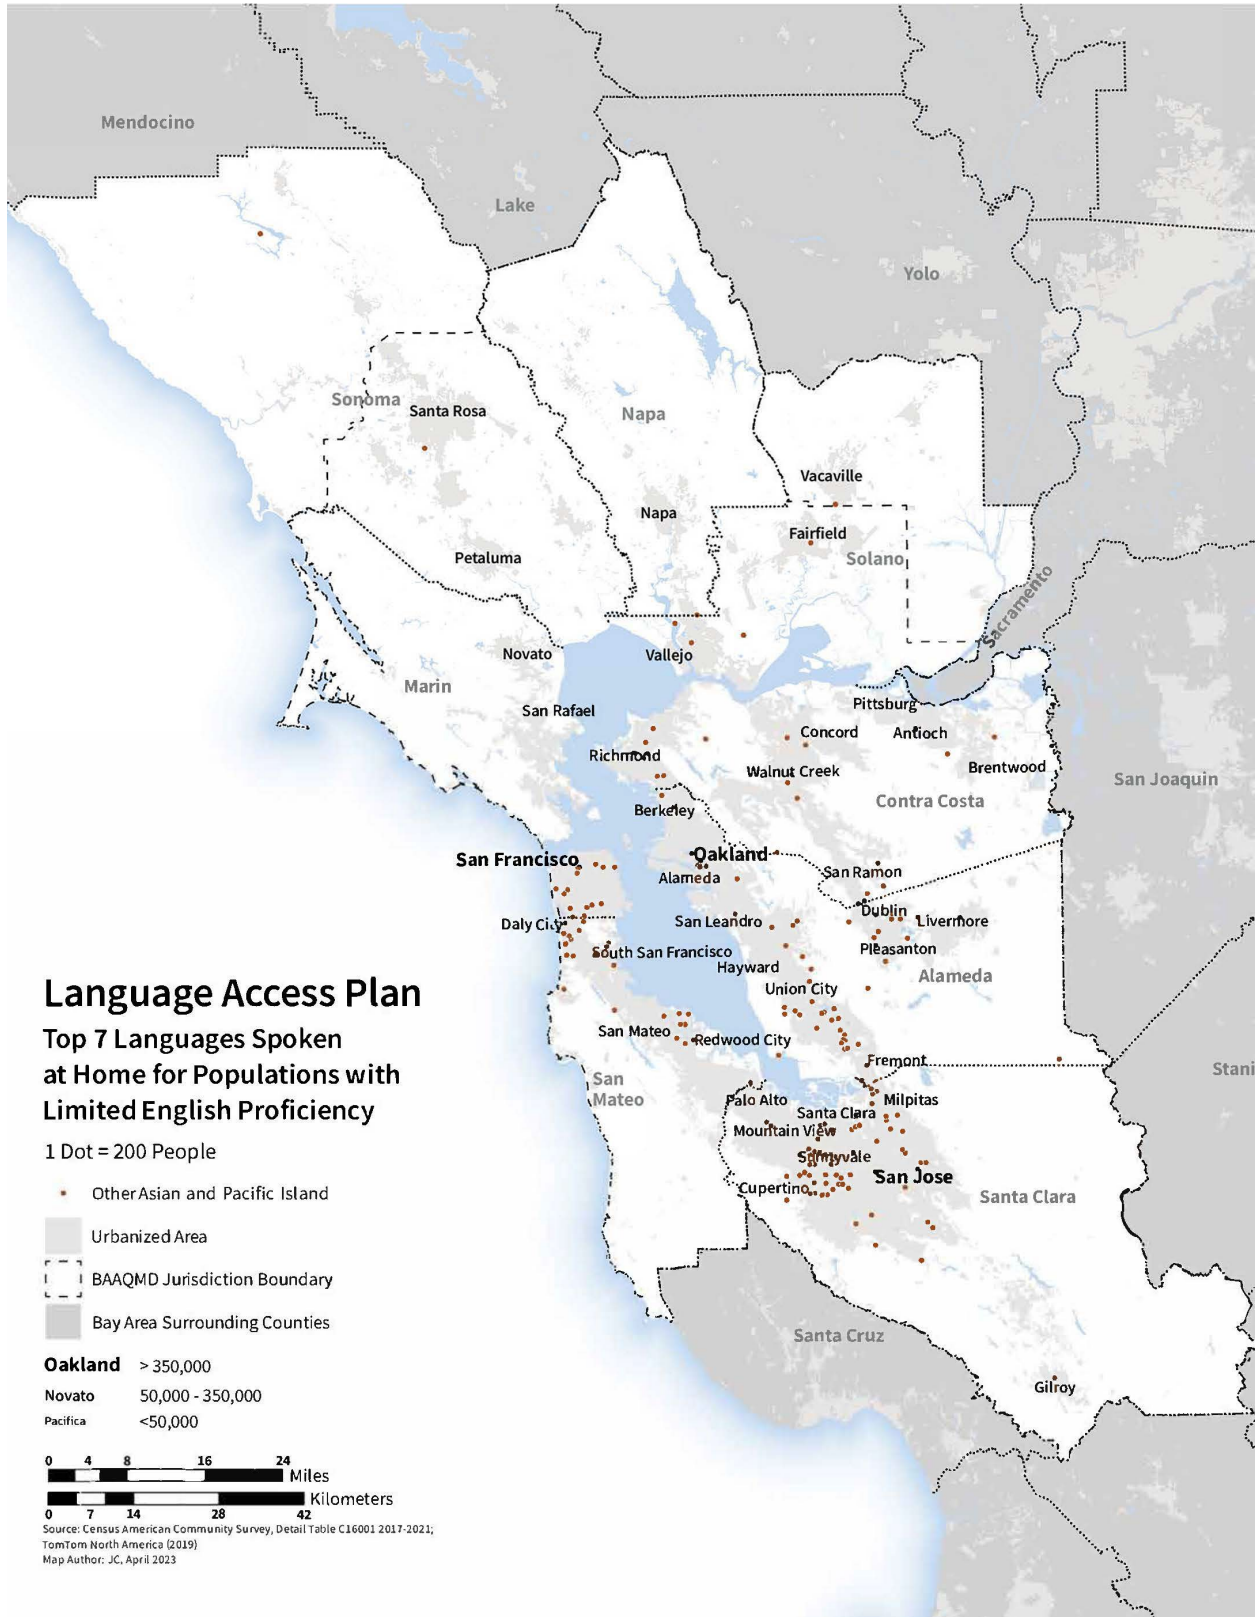 Mendocino
Lake
Yolo
Sonoma
Santa Rosa
Napa
Vacaville
Napa
Fairfield
Solano
Petaluma
Sacramento
Novato
Vallejo
Marin
Pittsburg
San Rafael
Concord
Antioch
Richmond
Walnut Creek
Brentwood
San Joaquin
Contra Costa
Berkeley
San Francisco
Oakland
San Ramon
Alameda
Dublin
Livermore
Daly City
San Leandro
South San Francisco
Pleasanton
Hayward
Alameda
Union City
San Mateo
Redwood City
Fremont
Stani
San
Mateo
Palo Alto
Milpitas
Santa Clara
Mountain View
Sunnyvale
San Jose
Cupertino
Santa Clara
Santa Cruz
Gilroy
Language Access Plan
Top 7 Languages Spoken
at Home for Populations with
Limited English Proficiency
1 Dot = 200 People
Other Asian and Pacific Island
Urbanized Area
BAAQMD Jurisdiction Boundary
Bay Area Surrounding Counties
Oakland > 350,000
Novato 50,000 - 350,000
Pacifica <50,000
0 4 8 16 24
Miles
Kilometers
0 7 14 28 42
Source: Census American Community Survey, Detail Table C16001 2017-2021;
TomTom North America (2019)
Map Author: JC, April 2023